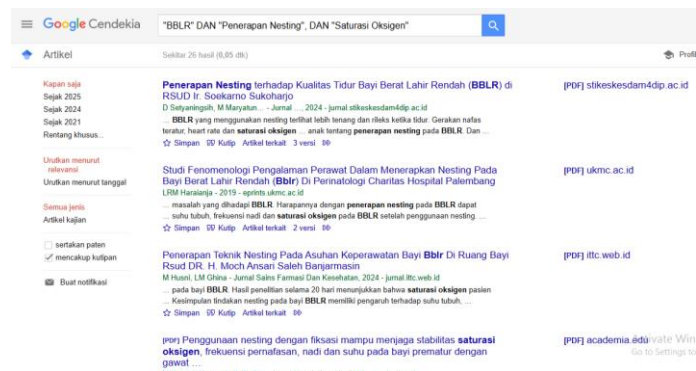 Google Cendekia
"BBLR" DAN "Penerapan Nesting", DAN "Saturasi Oksigen"
Artikel
Sekitar 26 hasil (0,05 dtk)
Profil
Kapan saja
Sejak 2025
Sejak 2024
Sejak 2021
Rentang khusus...
Urutkan menurut
relevansi
Urutkan menurut tanggal
Semua jenis
Artikel kajian
sertakan paten
mencakup kutipan
Buat notifikasi
Penerapan Nesting terhadap Kualitas Tidur Bayi Berat Lahir Rendah (BBLR) di
RSUD Ir. Soekarno Sukoharjo
D Setyaningsih, M Maryatun... - Jurnal ..., 2024 - jurnal.stikeskesdam4dip.ac.id
... BBLR yang menggunakan nesting terlihat lebih tenang dan rileks ketika tidur. Gerakan nafas
teratur, heart rate dan saturasi oksigen ... anak tentang penerapan nesting pada BBLR. Dan ...
Simpan Kutip Artikel terkait 3 versi
[PDF] stikeskesdam4dip.ac.id
Studi Fenomenologi Pengalaman Perawat Dalam Menerapkan Nesting Pada
Bayi Berat Lahir Rendah (Bblr) Di Perinatologi Charitas Hospital Palembang
LRM Haraianja - 2019 - eprints.ukmc.ac.id
... masalah yang dihadapi BBLR. Harapannya dengan penerapan nesting pada BBLR dapat
... suhu tubuh, frekuensi nadi dan saturasi oksigen pada BBLR setelah penggunaan nesting. ...
Simpan Kutip Artikel terkait 2 versi
[PDF] ukmc.ac.id
Penerapan Teknik Nesting Pada Asuhan Keperawatan Bayi Bblr Di Ruang Bayi
Rsud DR. H. Moch Ansari Saleh Banjarmasin
M Husni, LM Ghina - Jurnal Sains Farmasi Dan Kesehatan, 2024 - jurnal.ittc.web.id
... pada bayi BBLR. Hasil penelitian selama 20 hari menunjukkan bahwa saturasi oksigen pasien
... Kesimpulan tindakan nesting pada bayi BBLR memiliki pengaruh terhadap suhu tubuh, ...
Simpan Kutip Artikel terkait
[PDF] ittc.web.id
[PDF] Penggunaan nesting dengan fiksasi mampu menjaga stabilitas saturasi
oksigen, frekuensi pernafasan, nadi dan suhu pada bayi prematur dengan
gawat ...
[PDF] academia.edu
Activate Win
Go to Settings to